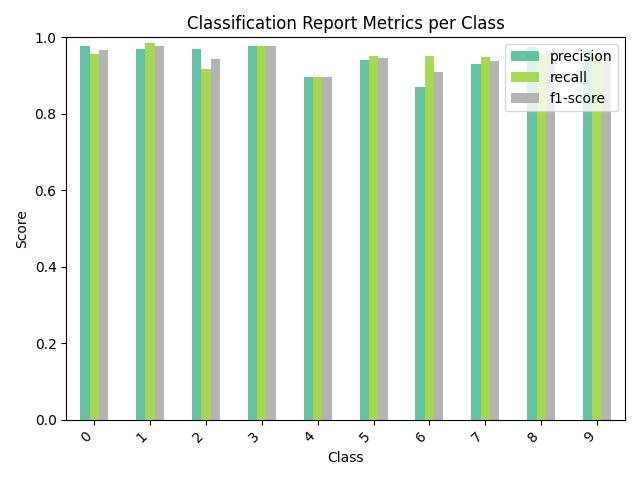 Classification Report Metrics per Class
1.0
0.8
0.6
0.4
0.2
0.0
Score
precision
recall
f1-score
0 1 2 3 4 5 6 7 8 9
Class